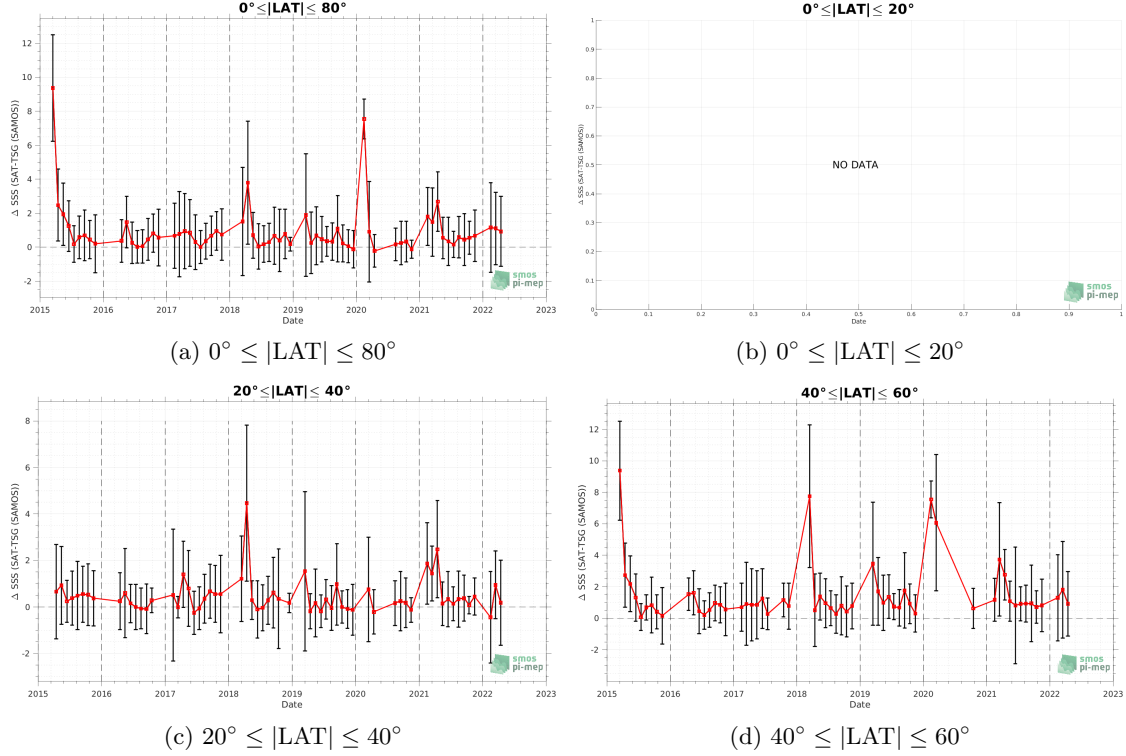 0°≤|LAT|≤ 80°
Δ SSS (SAT-TSG (SAMOS))
12
10
8
6
4
2
0
-2
2015 2016 2017 2018 2019 2020 2021 2022 2023
Date
smos
pi-mep
(a) 0° ≤ |LAT| ≤ 80°
0°≤|LAT|≤ 20°
Δ SSS (SAT-TSG (SAMOS))
1
0.9
0.8
0.7
0.6
0.5
0.4
0.3
0.2
0.1
0
NO DATA
0 0.1 0.2 0.3 0.4 0.5 0.6 0.7 0.8 0.9 1
Date
smos
pi-mep
(b) 0° ≤ |LAT| ≤ 20°
20°≤|LAT|≤ 40°
Δ SSS (SAT-TSG (SAMOS))
8
6
4
2
0
-2
2015 2016 2017 2018 2019 2020 2021 2022 2023
Date
smos
pi-mep
(c) 20° ≤ |LAT| ≤ 40°
40°≤|LAT|≤ 60°
Δ SSS (SAT-TSG (SAMOS))
12
10
8
6
4
2
0
-2
2015 2016 2017 2018 2019 2020 2021 2022 2023
Date
smos
pi-mep
(d) 40° ≤ |LAT| ≤ 60°